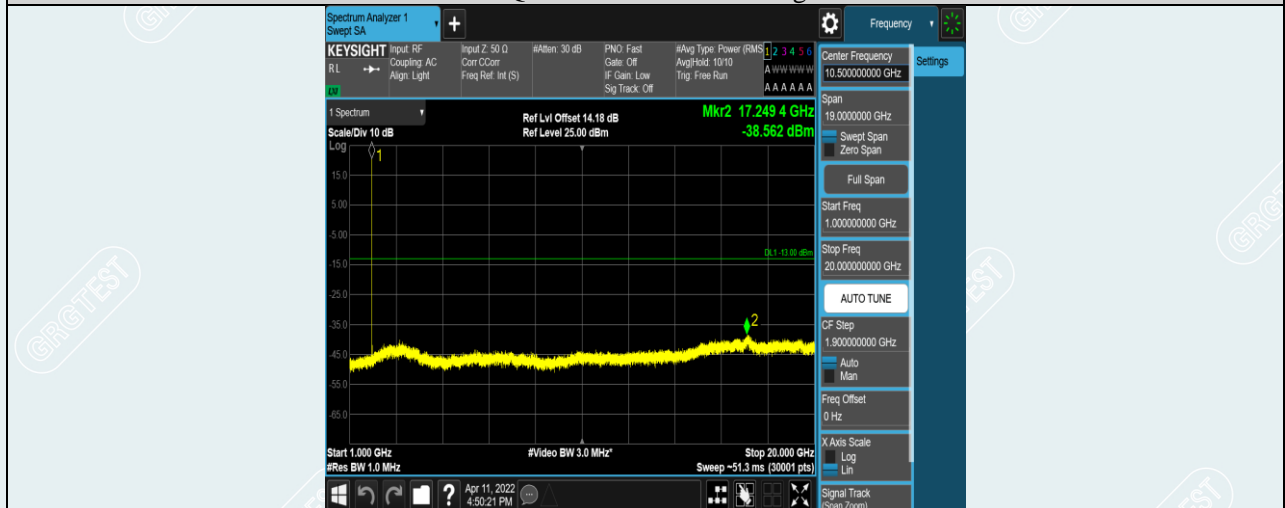 Spectrum Analyzer 1
Swept SA
+
Frequency
KEYSIGHT
RL
LXI
Input: RF
Coupling: AC
Align: Light
Input Z: 50 Ω
Corr CCorr
Freq Ref: Int (S)
#Atten: 30 dB
PNO: Fast
Gate: Off
IF Gain: Low
Sig Track: Off
#Avg Type: Power (RMS
Avg|Hold: 10/10
Trig: Free Run
1 2 3 4 5 6
A W W W W W
A A A A A A
1 Spectrum
Scale/Div 10 dB
Ref Lvl Offset 14.18 dB
Ref Level 25.00 dBm
Mkr2 17.249 4 GHz
-38.562 dBm
Log
1
15.0
5.00
-5.00
DL1 -13.00 dBm
-15.0
-25.0
-35.0
2
-45.0
-55.0
-65.0
Start 1.000 GHz
#Res BW 1.0 MHz
#Video BW 3.0 MHz*
Stop 20.000 GHz
Sweep ~51.3 ms (30001 pts)
?
Apr 11, 2022
4:50:21 PM
Center Frequency
10.500000000 GHz
Settings
Span
19.0000000 GHz
Swept Span
Zero Span
Full Span
Start Freq
1.000000000 GHz
Stop Freq
20.000000000 GHz
AUTO TUNE
CF Step
1.900000000 GHz
Auto
Man
Freq Offset
0 Hz
X Axis Scale
Log
Lin
Signal Track
(Span Zoom)
GRGTEST
GRGTEST
GRGTEST